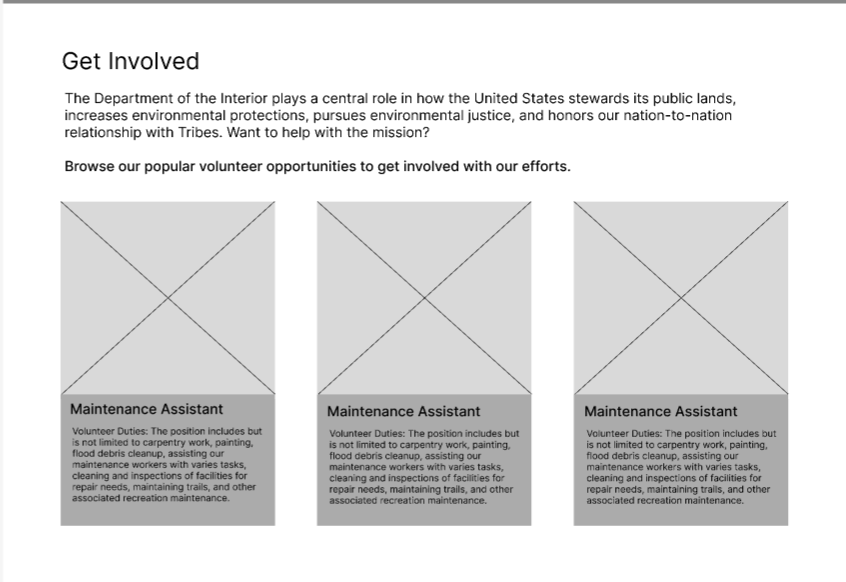 Get Involved
The Department of the Interior plays a central role in how the United States stewards its public lands,
increases environmental protections, pursues environmental justice, and honors our nation-to-nation
relationship with Tribes. Want to help with the mission?
Browse our popular volunteer opportunities to get involved with our efforts.
Maintenance Assistant
Volunteer Duties: The position includes but
is not limited to carpentry work, painting,
flood debris cleanup, assisting our
maintenance workers with varies tasks,
cleaning and inspections of facilities for
repair needs, maintaining trails, and other
associated recreation maintenance.
Maintenance Assistant
Volunteer Duties: The position includes but
is not limited to carpentry work, painting,
flood debris cleanup, assisting our
maintenance workers with varies tasks,
cleaning and inspections of facilities for
repair needs, maintaining trails, and other
associated recreation maintenance.
Maintenance Assistant
Volunteer Duties: The position includes but
is not limited to carpentry work, painting,
flood debris cleanup, assisting our
maintenance workers with varies tasks,
cleaning and inspections of facilities for
repair needs, maintaining trails, and other
associated recreation maintenance.